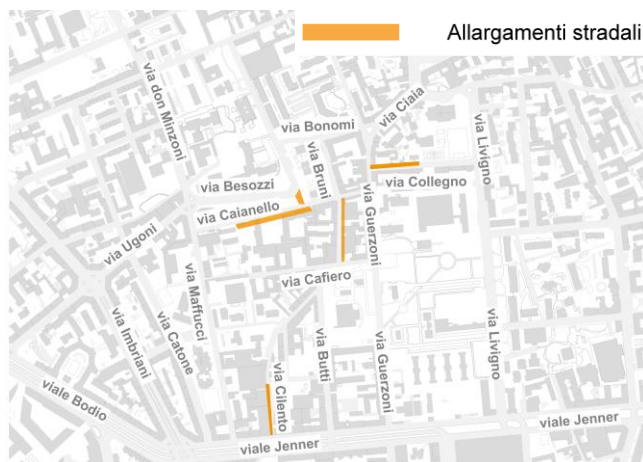 Allargamenti stradali
via don Minzoni
via Ciaia
via Bonomi
via Bruni
via Livigno
via Besozzi
via Collegno
via Caianello
via Guerzoni
via Ugoni
via Cafiero
via Maffucci
via Imbriani
via Catone
via Butti
via Guerzoni
via Livigno
via Cilento
viale Bodio
viale Jenner
viale Jenner